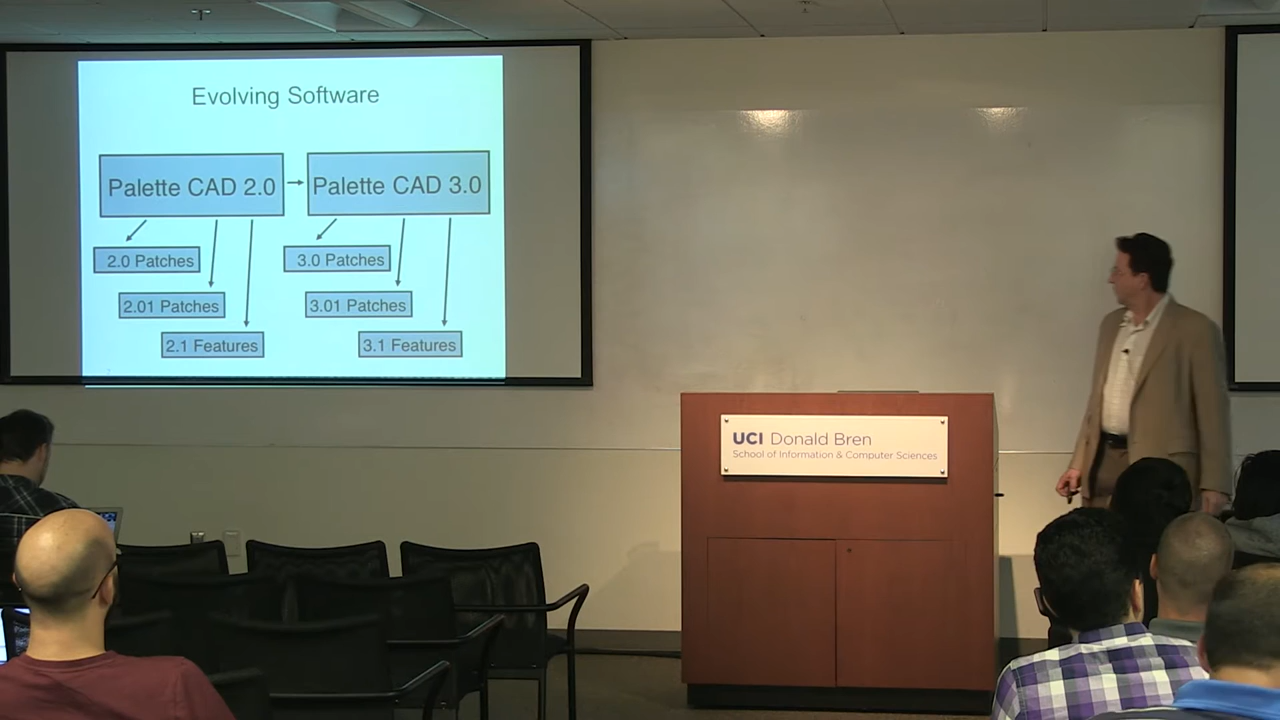 Evolving Software
Palette CAD 2.0
Palette CAD 3.0
2.0 Patches
3.0 Patches
2.01 Patches
3.01 Patches
2.1 Features
3.1 Features
UCI Donald Bren
School of Information & Computer Sciences